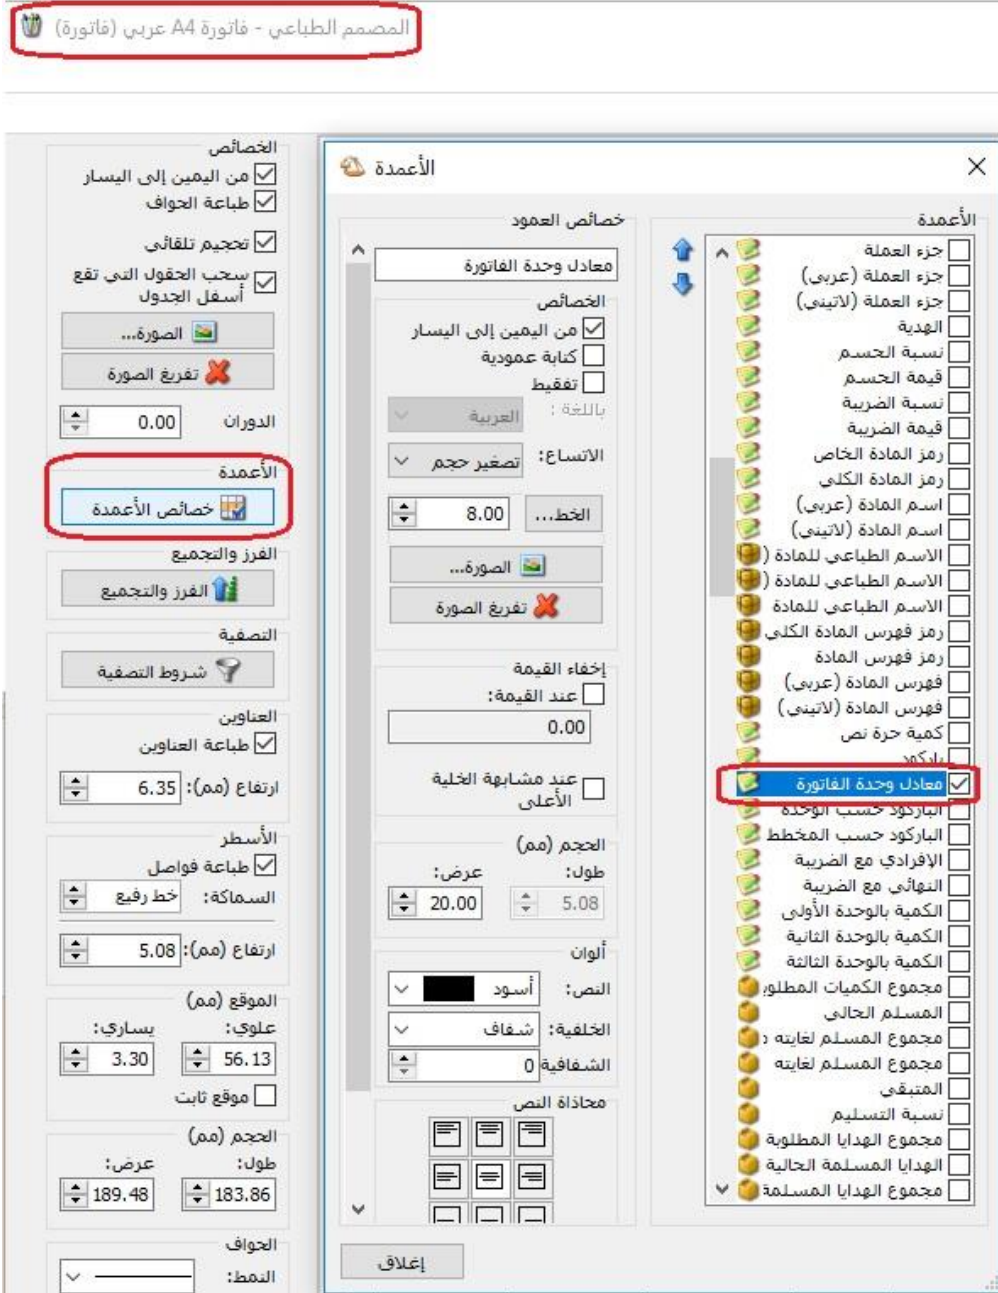 المصمم الطباعي - فاتورة A4 عربي (فاتورة)
الخصائص
من اليمين إلى اليسار
طباعة الحواف
تحجيم تلقائي
سحب الحقول التي تقع
أسفل الجدول
الصورة...
تفريغ الصورة
الدوران
0.00
الأعمدة
خصائص الأعمدة
الفرز والتجميع
الفرز والتجميع
التصفية
شروط التصفية
العناوين
طباعة العناوين
ارتفاع (مم): 6.35
الأسطر
طباعة فواصل
السماكة: خط رفيع
ارتفاع (مم): 5.08
الموقع (مم)
علوي: يساري:
56.13 3.30
موقع ثابت
الحجم (مم)
طول: عرض:
183.86 189.48
الحواف
النمط:
الأعمدة
خصائص العمود
معادل وحدة الفاتورة
الخصائص
من اليمين إلى اليسار
كتابة عمودية
تفقيط
باللغة : العربية
الاتساع: تصغير حجم
الخط... 8.00
الصورة...
تفريغ الصورة
إخفاء القيمة
عند القيمة:
0.00
عند مشابهة الخلية
الأعلى
الحجم (مم)
طول: عرض:
5.08 20.00
ألوان
النص: أسود
الخلفية: شفاف
الشفافية 0
محاذاة النص
إغلاق
الأعمدة
جزء العملة
جزء العملة (عربي)
جزء العملة (لاتيني)
الهدية
نسبة الحسم
قيمة الحسم
نسبة الضريبة
قيمة الضريبة
رمز المادة الخاص
رمز المادة الكلي
اسم المادة (عربي)
اسم المادة (لاتيني)
الاسم الطباعي للمادة (
الاسم الطباعي للمادة (
الاسم الطباعي للمادة
رمز فهرس المادة الكلي
رمز فهرس المادة
فهرس المادة (عربي)
فهرس المادة (لاتيني)
كمية حرة نص
باركود
معادل وحدة الفاتورة
الباركود حسب الوحدة
الباركود حسب المخطط
الإفرادي مع الضريبة
النهائي مع الضريبة
الكمية بالوحدة الأولى
الكمية بالوحدة الثانية
الكمية بالوحدة الثالثة
مجموع الكميات المطلوب
المسلم الحالي
مجموع المسلم لغايته د
مجموع المسلم لغايته
المتبقي
نسبة التسليم
مجموع الهدايا المطلوبة
الهدايا المسلمة الحالية
مجموع الهدايا المسلمة